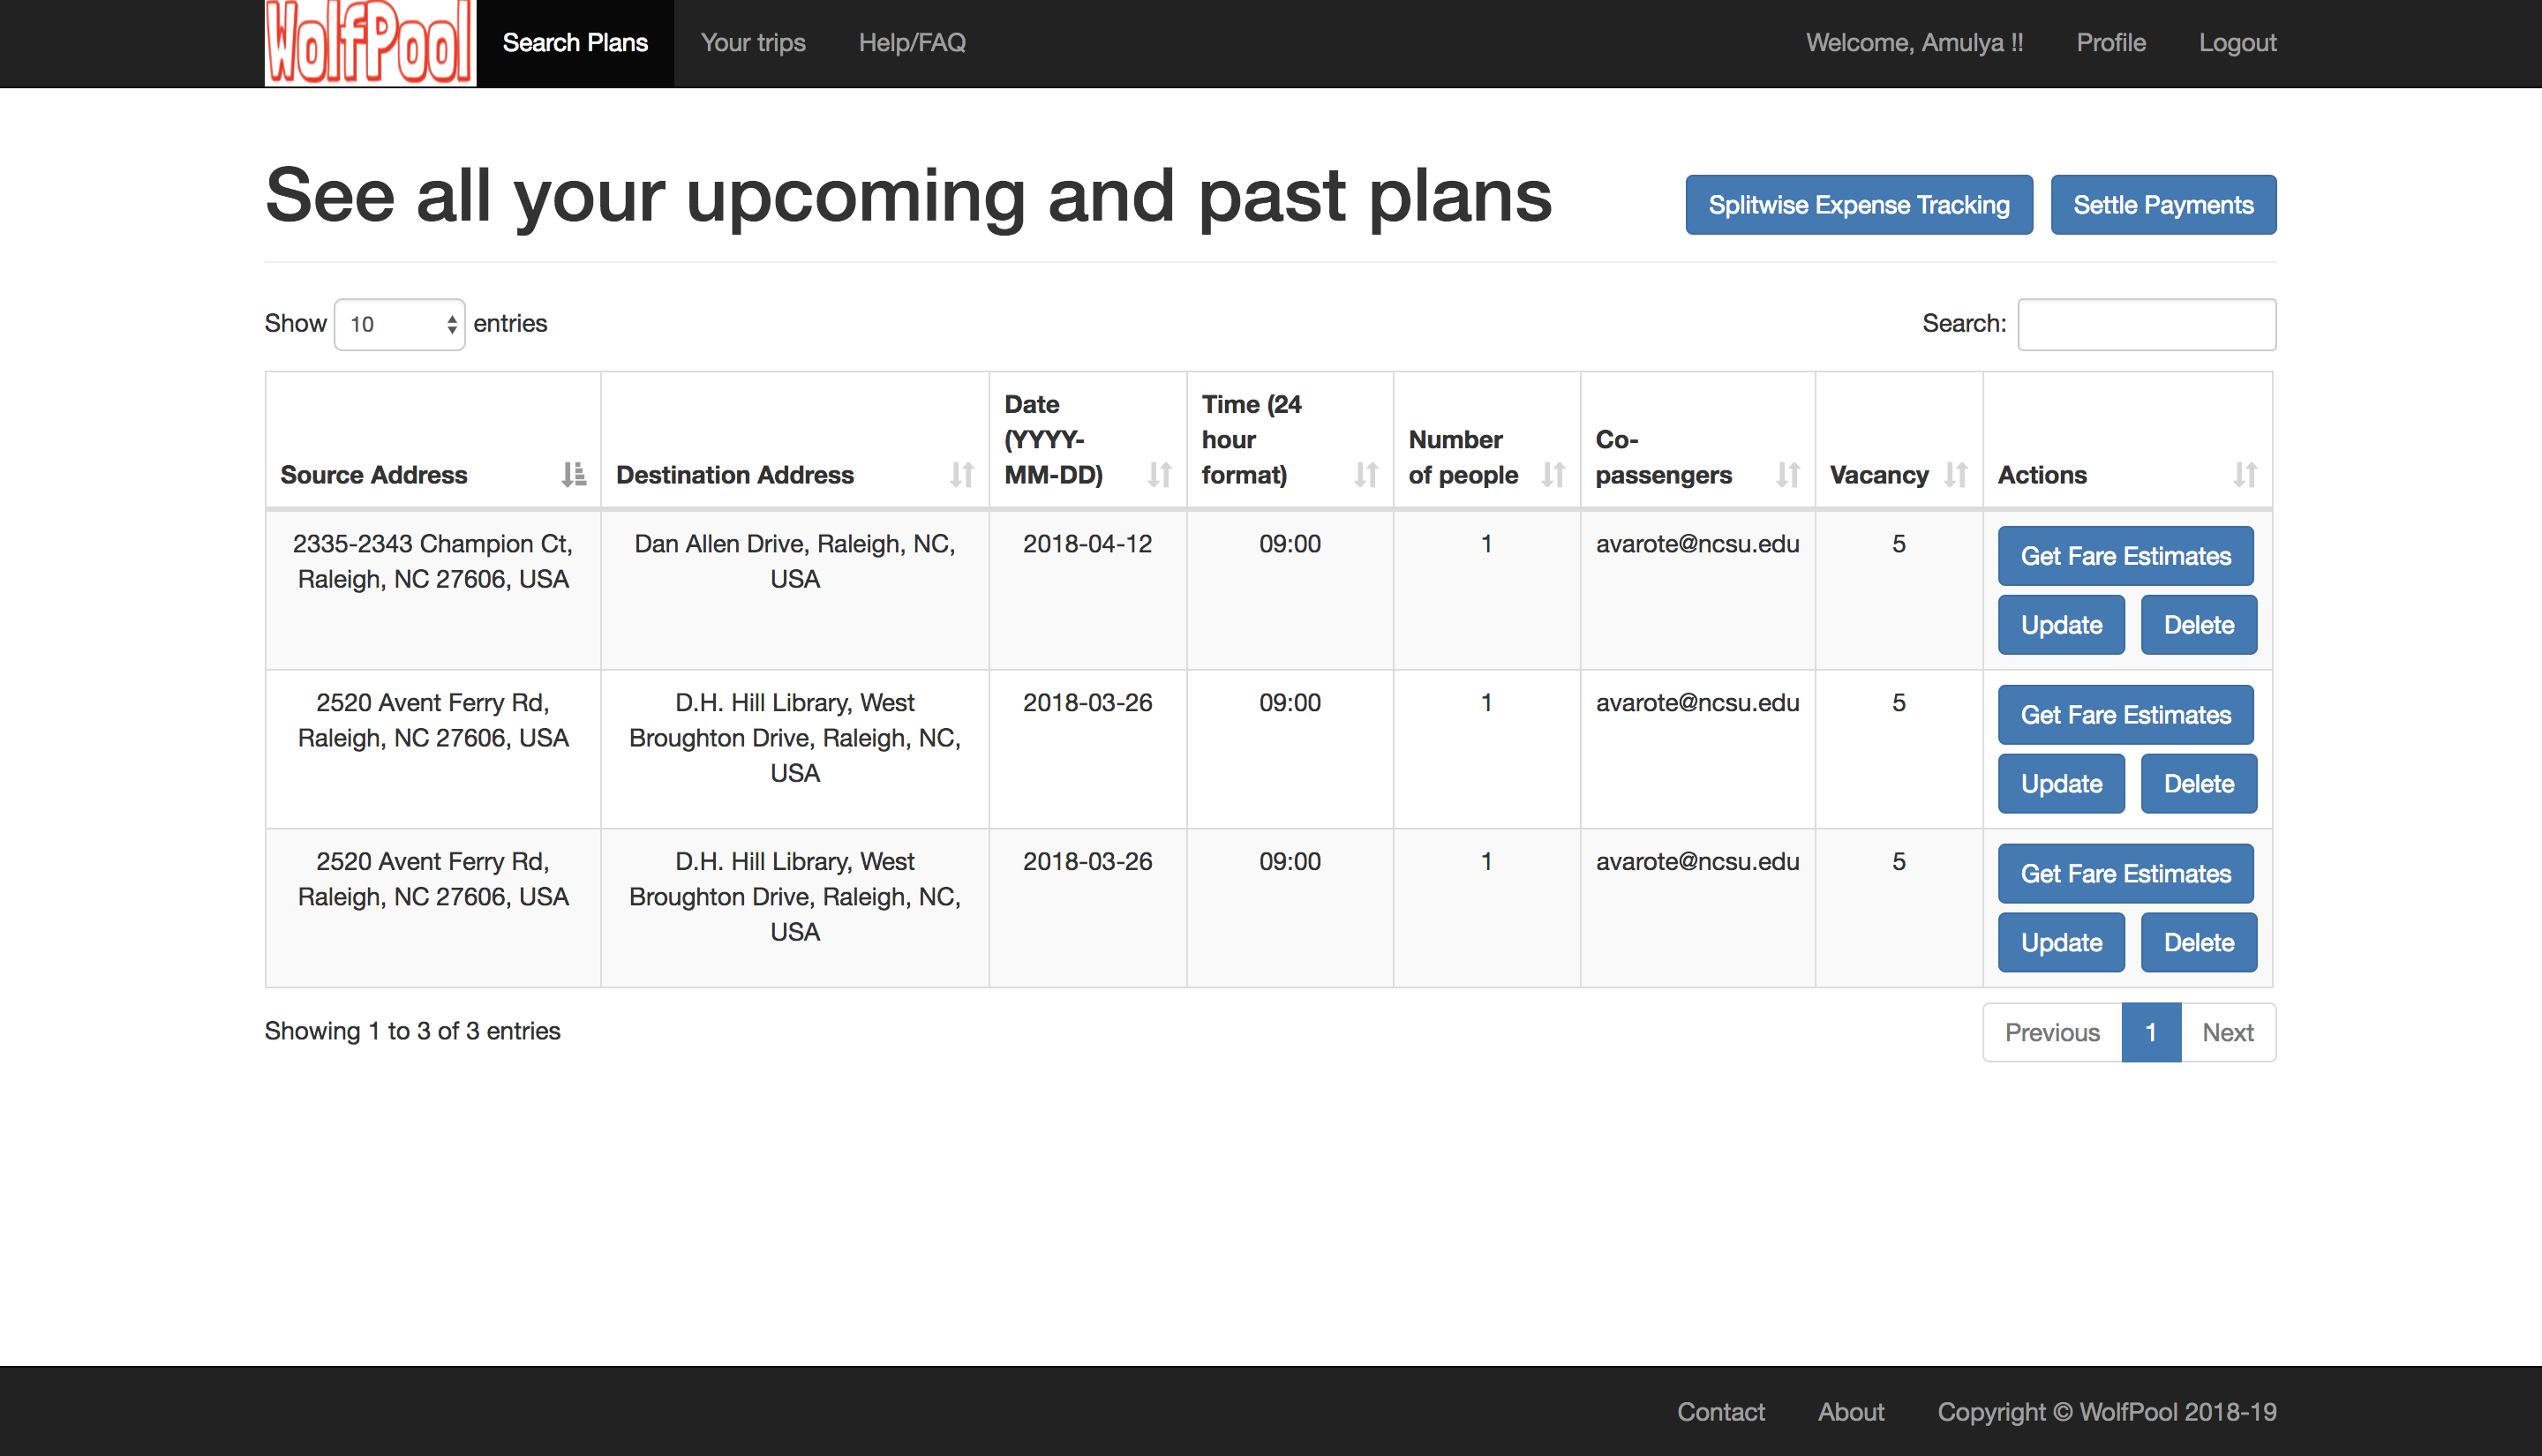 WolfPool
Search Plans
Your trips
Help/FAQ
Welcome, Amulya !!
Profile
Logout
See all your upcoming and past plans
Splitwise Expense Tracking
Settle Payments
Show 10 entries
Search:
Source Address
Destination Address
Date
(YYYY-
MM-DD)
Time (24
hour
format)
Number
of people
Co-
passengers
Vacancy
Actions
2335-2343 Champion Ct,
Raleigh, NC 27606, USA
Dan Allen Drive, Raleigh, NC,
USA
2018-04-12
09:00
1
avarote@ncsu.edu
5
Get Fare Estimates
Update
Delete
2520 Avent Ferry Rd,
Raleigh, NC 27606, USA
D.H. Hill Library, West
Broughton Drive, Raleigh, NC,
USA
2018-03-26
09:00
1
avarote@ncsu.edu
5
Get Fare Estimates
Update
Delete
2520 Avent Ferry Rd,
Raleigh, NC 27606, USA
D.H. Hill Library, West
Broughton Drive, Raleigh, NC,
USA
2018-03-26
09:00
1
avarote@ncsu.edu
5
Get Fare Estimates
Update
Delete
Showing 1 to 3 of 3 entries
Previous
1
Next
Contact
About
Copyright © WolfPool 2018-19